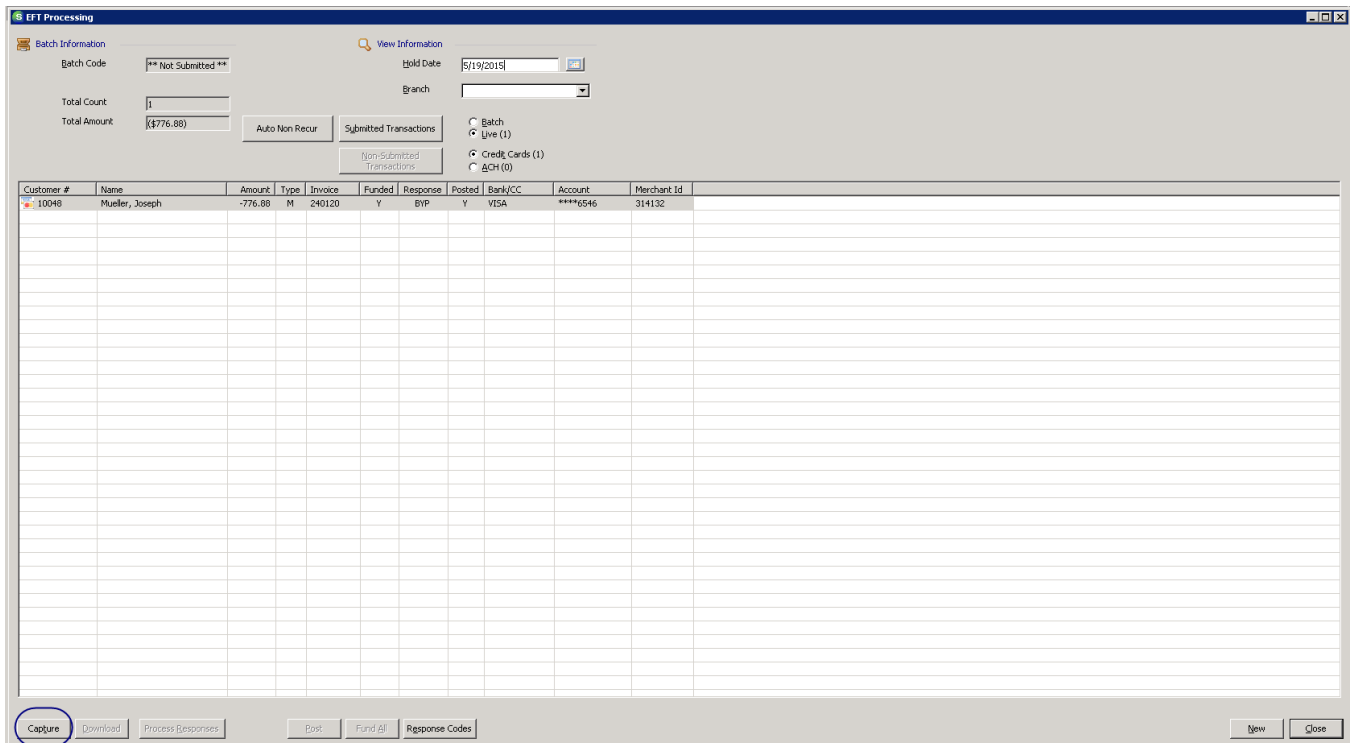 S EFT Processing
Batch Information
View Information
Batch Code ** Not Submitted **
Hold Date 5/19/2015
Branch
Total Count 1
Total Amount ($776.88)
Auto Non Recur
Submitted Transactions
Batch
Live (1)
Non-Submitted
Transactions
Credit Cards (1)
ACH (0)
Customer # Name Amount Type Invoice Funded Response Posted Bank/CC Account Merchant Id
10048 Mueller, Joseph -776.88 M 240120 Y BYP Y VISA ****6546 314132
Capture Download Process Responses Post Fund All Response Codes New Close